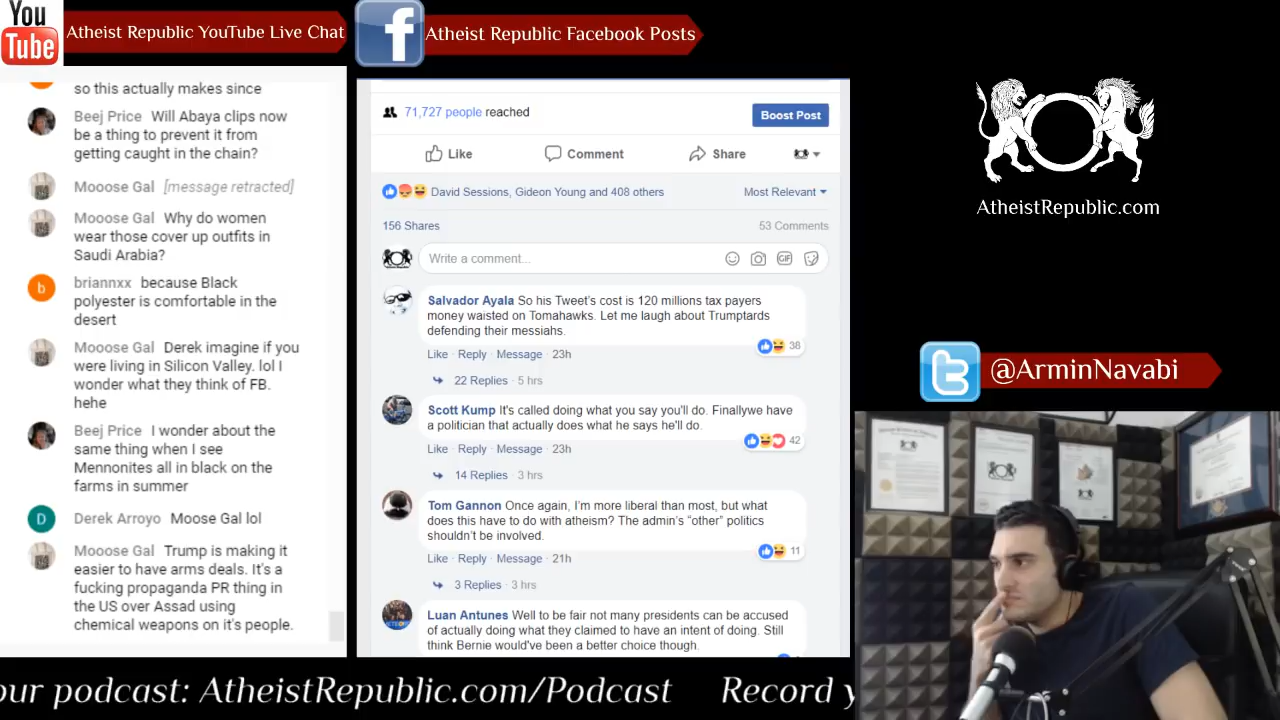 You
Tube
Atheist Republic YouTube Live Chat
f
Atheist Republic Facebook Posts
so this actually makes since
Beej Price Will Abaya clips now
be a thing to prevent it from
getting caught in the chain?
Mooose Gal [message retracted]
Mooose Gal Why do women
wear those cover up outfits in
Saudi Arabia?
b
briannxx because Black
polyester is comfortable in the
desert
Mooose Gal Derek imagine if you
were living in Silicon Valley. lol I
wonder what they think of FB.
hehe
Beej Price I wonder about the
same thing when I see
Mennonites all in black on the
farms in summer
D
Derek Arroyo Moose Gal lol
Mooose Gal Trump is making it
easier to have arms deals. It's a
fucking propaganda PR thing in
the US over Assad using
chemical weapons on it's people.
71,727 people reached
Boost Post
Like
Comment
Share
David Sessions, Gideon Young and 408 others
Most Relevant
156 Shares
53 Comments
Write a comment...
GIF
Salvador Ayala So his Tweet's cost is 120 millions tax payers
money waisted on Tomahawks. Let me laugh about Trumptards
defending their messiahs.
38
Like · Reply · Message · 23h
22 Replies · 5 hrs
Scott Kump It's called doing what you say you'll do. Finallywe have
a politician that actually does what he says he'll do.
42
Like · Reply · Message · 23h
14 Replies · 3 hrs
Tom Gannon Once again, I'm more liberal than most, but what
does this have to do with atheism? The admin's "other" politics
shouldn't be involved.
11
Like · Reply · Message · 21h
3 Replies · 3 hrs
Luan Antunes Well to be fair not many presidents can be accused
of actually doing what they claimed to have an intent of doing. Still
think Bernie would've been a better choice though.
AtheistRepublic.com
@ArminNavabi
our podcast: AtheistRepublic.com/Podcast
Record y